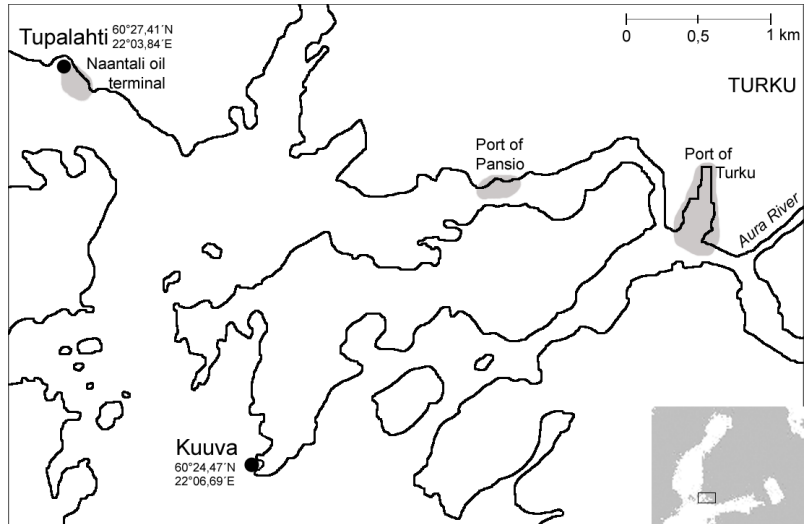 Tupalahti 60°27,41´N
22°03,84´E
Naantali oil
terminal
0 0,5 1 km
TURKU
Port of
Pansio
Port of
Turku
Aura River
Kuuva
60°24,47´N
22°06,69´E